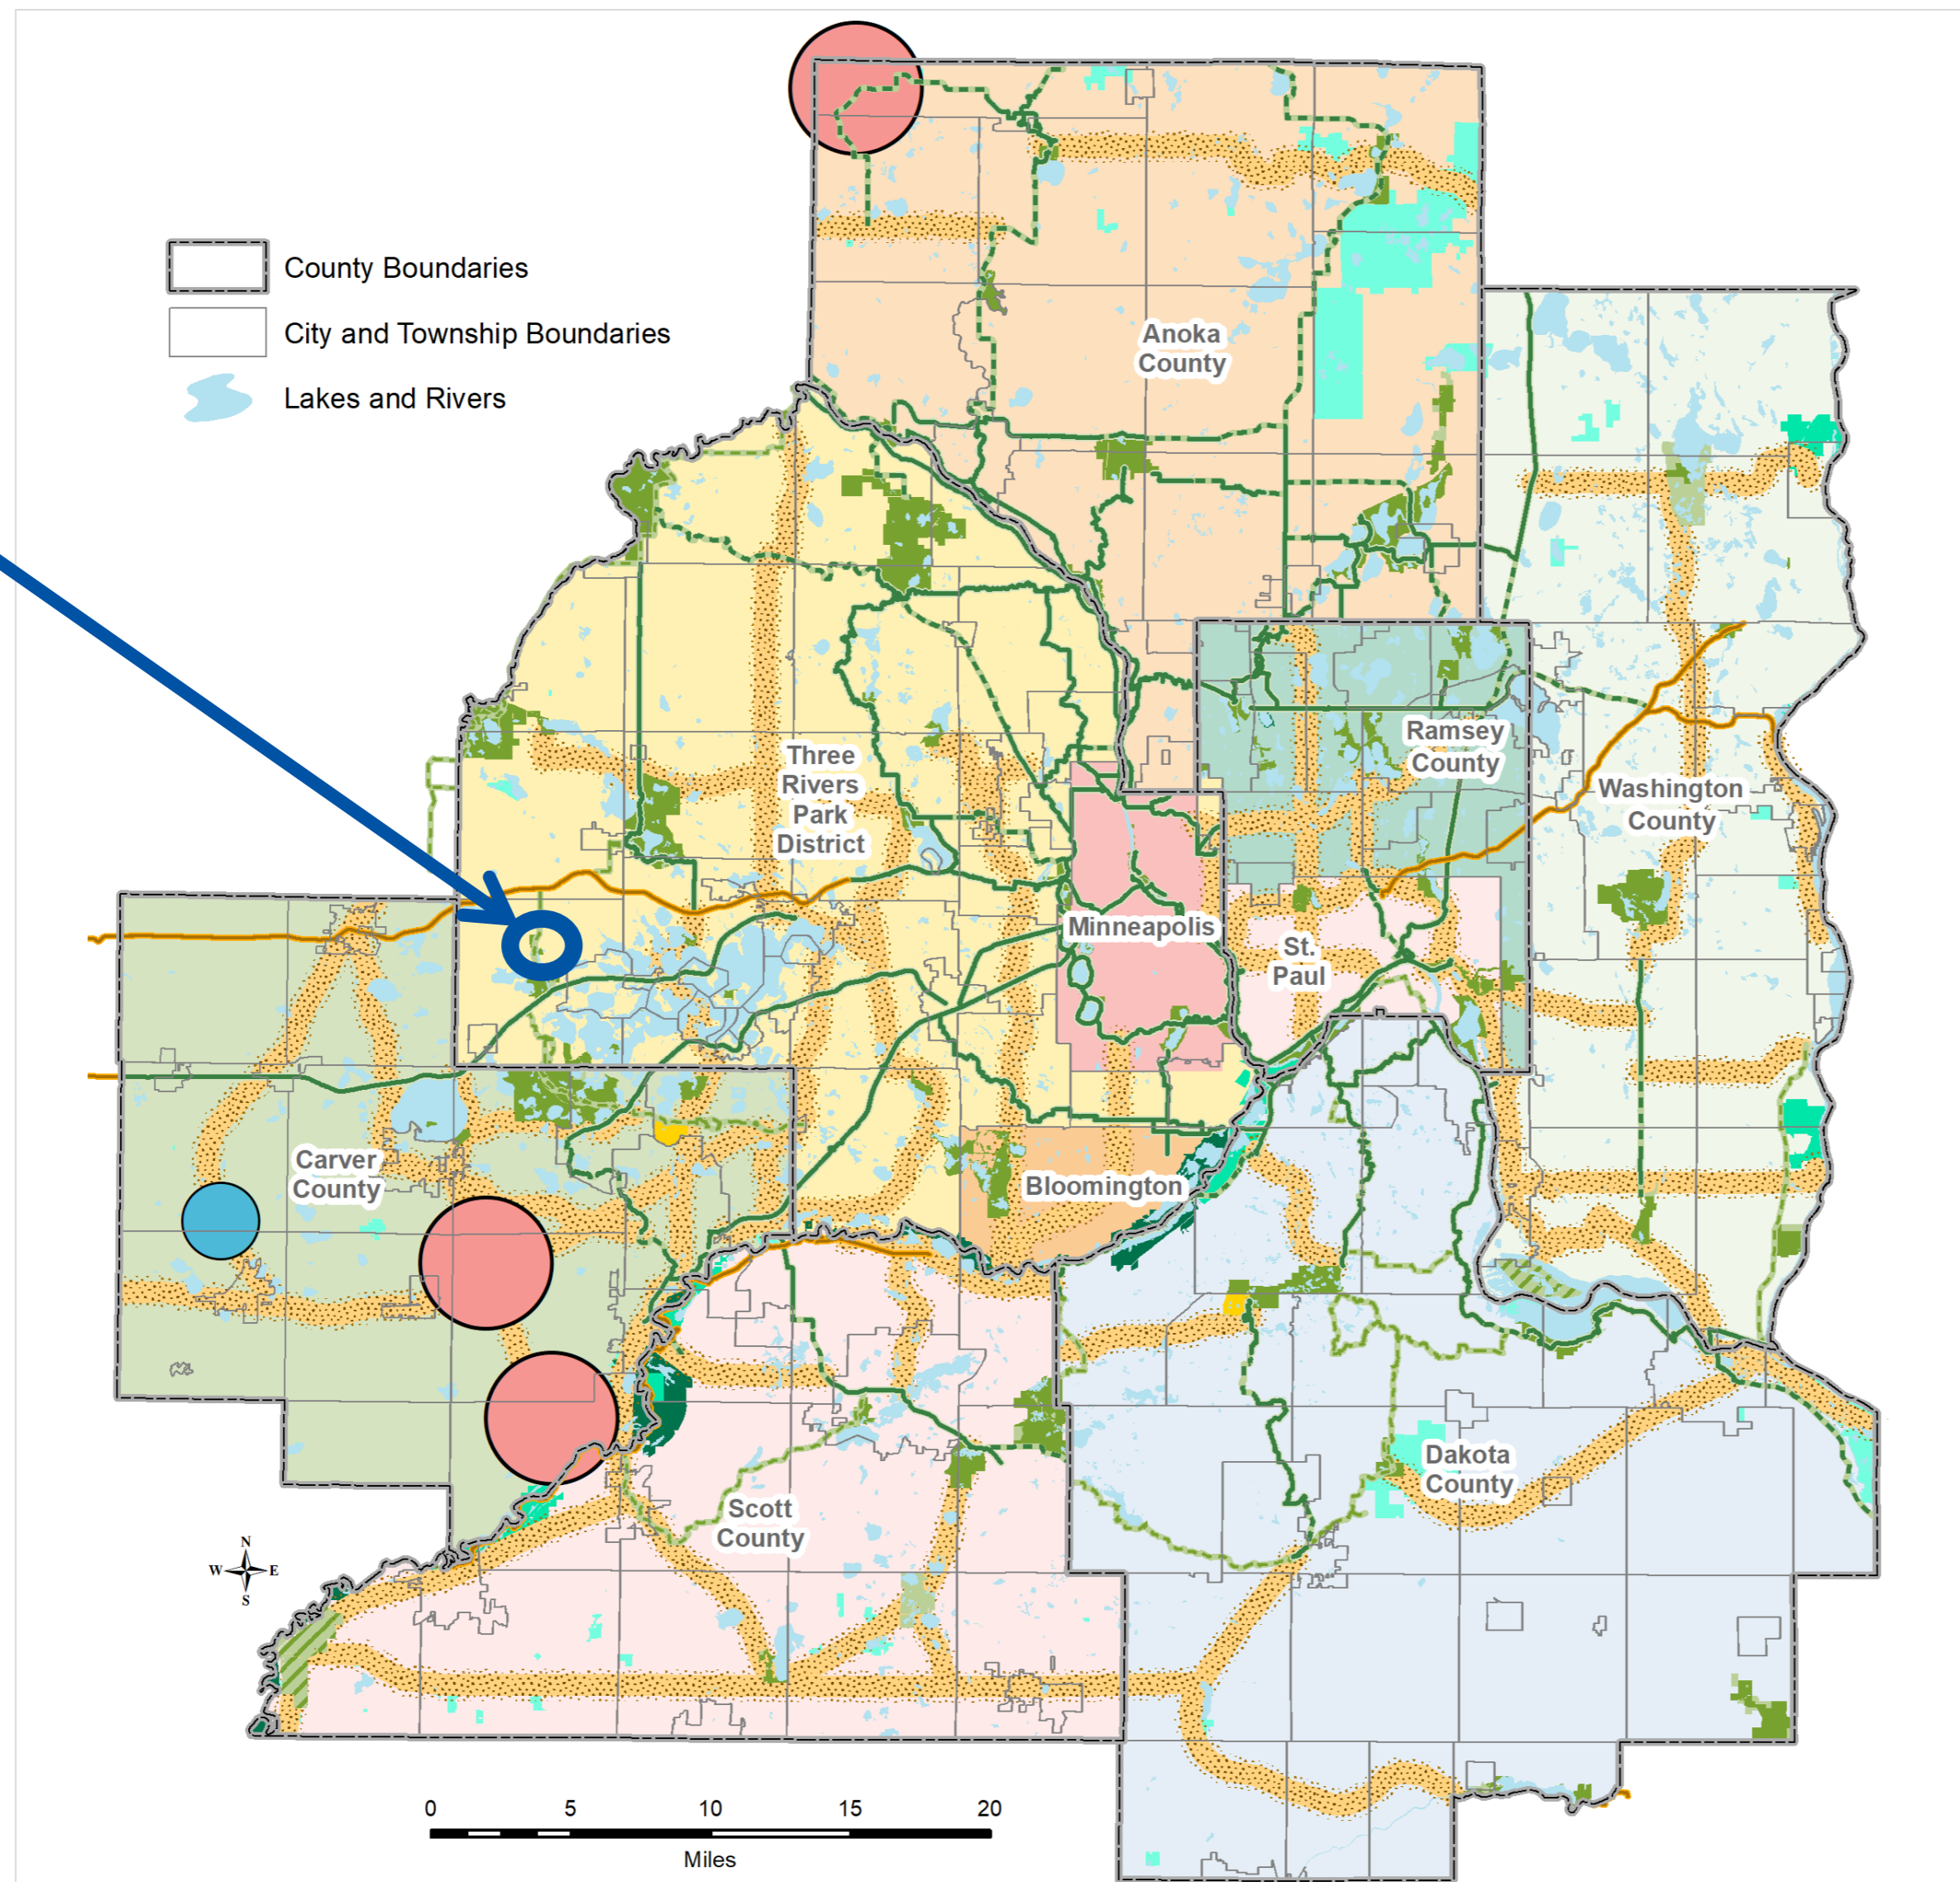 County Boundaries
City and Township Boundaries
Lakes and Rivers
Anoka
County
Three
Rivers
Park
District
Ramsey
County
Washington
County
Minneapolis
St.
Paul
Carver
County
Bloomington
Dakota
County
Scott
County
N
W E
S
0 5 10 15 20
Miles